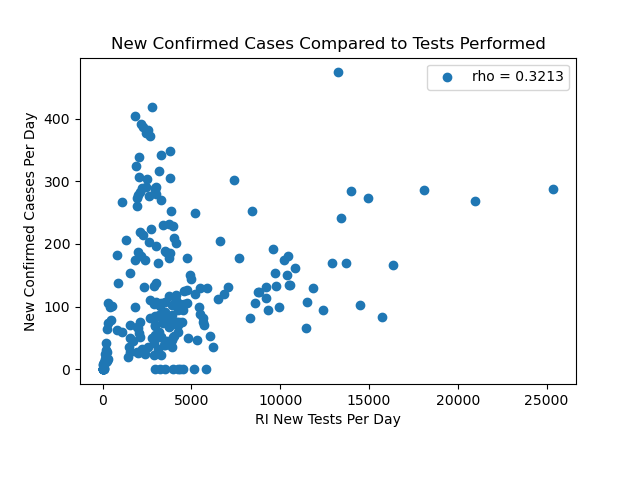 New Confirmed Cases Compared to Tests Performed
rho = 0.3213
New Confirmed Caeses Per Day
400
300
200
100
0
0 5000 10000 15000 20000 25000
RI New Tests Per Day